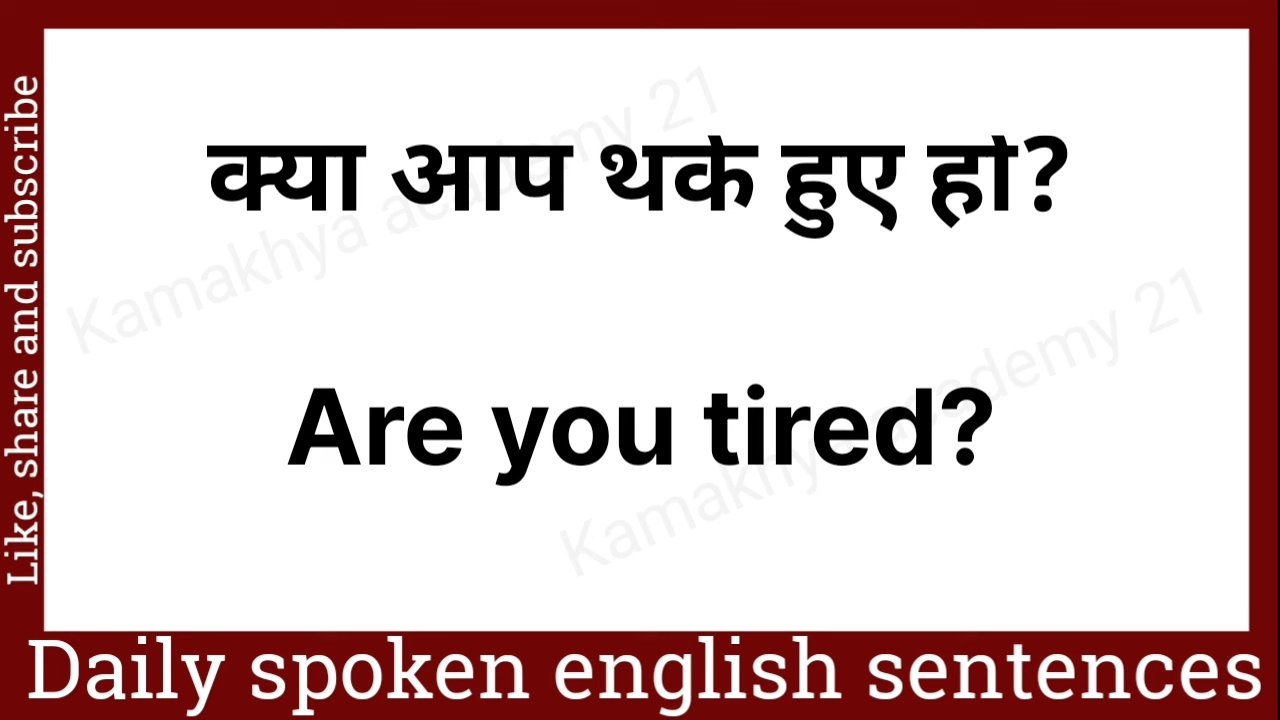 क्या आप थके हुए हो?
Are you tired?
Daily spoken english sentences
Like, share and subscribe
Kamakhya academy 21
Kamakhya academy 21